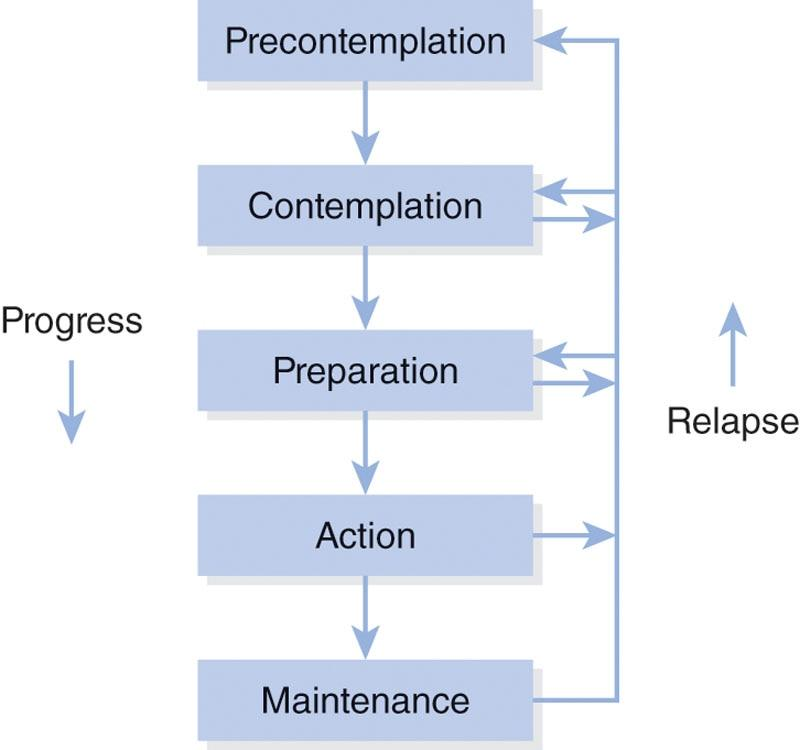 Precontemplation
Contemplation
Progress
Preparation
Relapse
Action
Maintenance